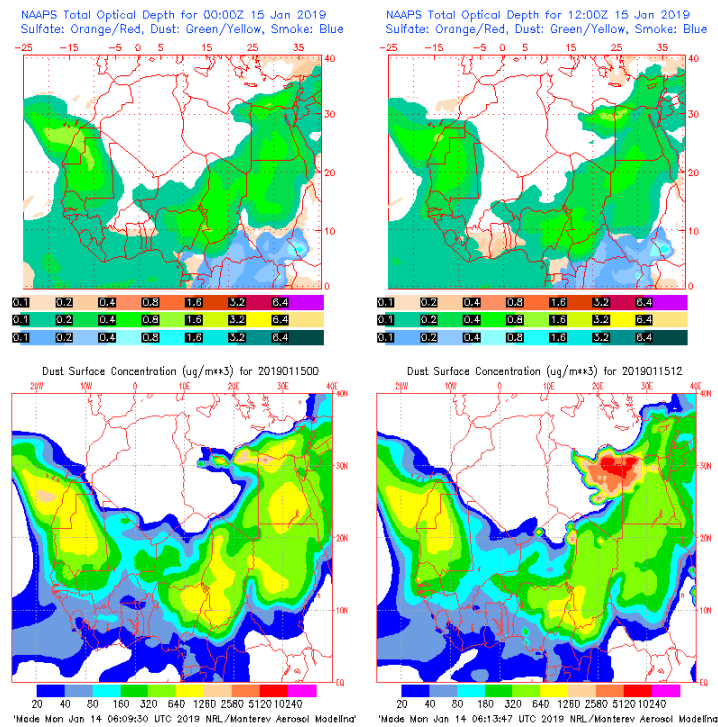 NAAPS Total Optical Depth for 00:00Z 15 Jan 2019
Sulfate: Orange/Red, Dust: Green/Yellow, Smoke: Blue
-25 -15 -5 0 5 15 25 35
40
30
20
10
0
0.1 0.2 0.4 0.8 1.6 3.2 6.4
0.1 0.2 0.4 0.8 1.6 3.2 6.4
0.1 0.2 0.4 0.8 1.6 3.2 6.4
NAAPS Total Optical Depth for 12:00Z 15 Jan 2019
Sulfate: Orange/Red, Dust: Green/Yellow, Smoke: Blue
-25 -15 -5 0 5 15 25 35
40
30
20
10
0
0.1 0.2 0.4 0.8 1.6 3.2 6.4
0.1 0.2 0.4 0.8 1.6 3.2 6.4
0.1 0.2 0.4 0.8 1.6 3.2 6.4
Dust Surface Concentration (ug/m**3) for 2019011500
20W 10W 0 10E 20E 30E 40E
40N
30N
20N
10N
EQ
20 40 80 160 320 640 1280 2580 5120 10240
'Made Mon Jan 14 06:09:30 UTC 2019 NRL/Monterey Aerosol Modeling'
Dust Surface Concentration (ug/m**3) for 2019011512
20W 10W 0 10E 20E 30E 40E
40N
30N
20N
10N
EQ
20 40 80 160 320 640 1280 2580 5120 10240
'Made Mon Jan 14 06:13:47 UTC 2019 NRL/Monterey Aerosol Modeling'